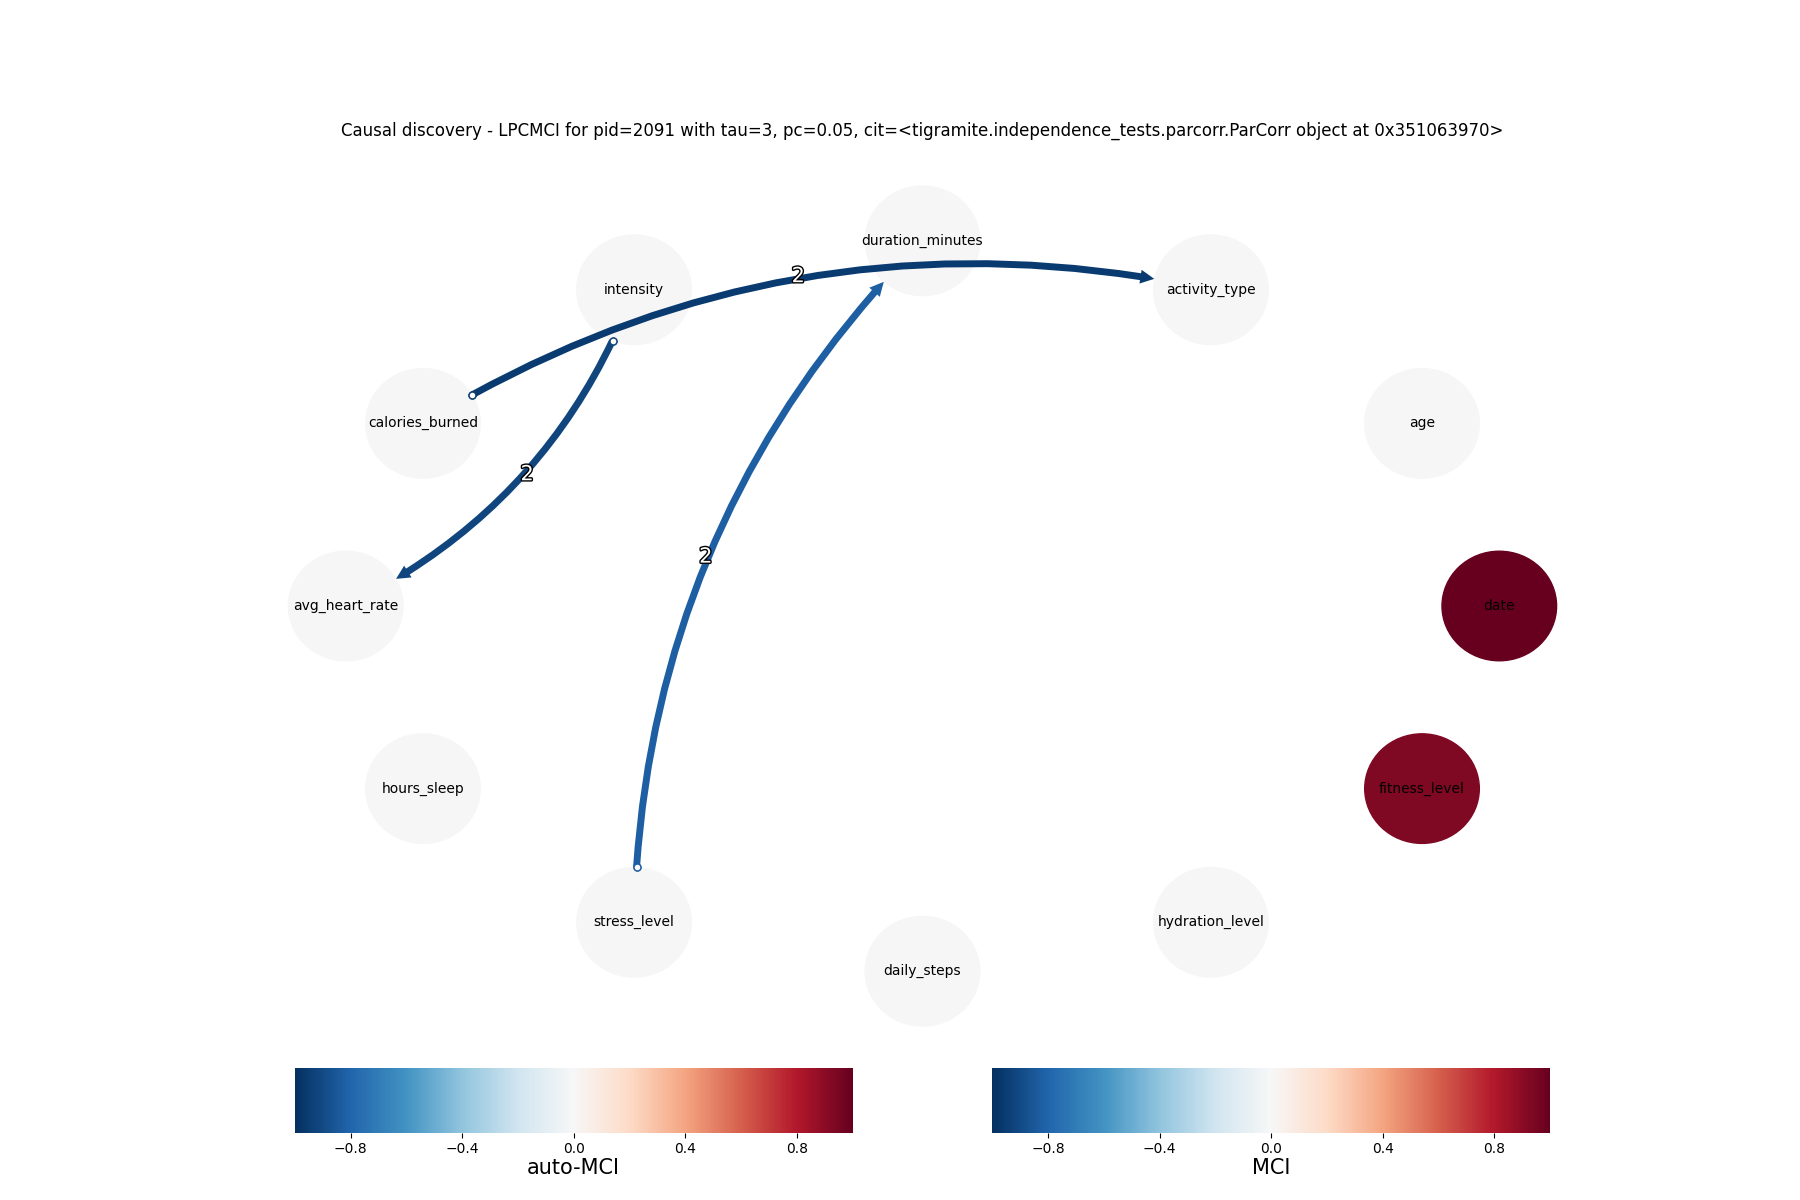 Causal discovery - LPCMCI for pid=2091 with tau=3, pc=0.05, cit=<tigramite.independence_tests.parcorr.ParCorr object at 0x351063970>
duration_minutes
intensity
activity_type
2
calories_burned
age
2
2
avg_heart_rate
date
hours_sleep
fitness_level
stress_level
hydration_level
daily_steps
−0.8 −0.4 0.0 0.4 0.8
auto-MCI
−0.8 −0.4 0.0 0.4 0.8
MCI